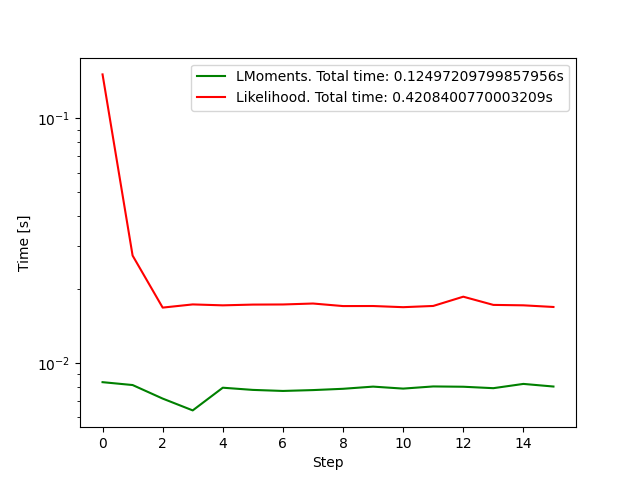 LMoments. Total time: 0.12497209799857956s
Likelihood. Total time: 0.4208400770003209s
10⁻¹
10⁻²
Time [s]
0 2 4 6 8 10 12 14
Step